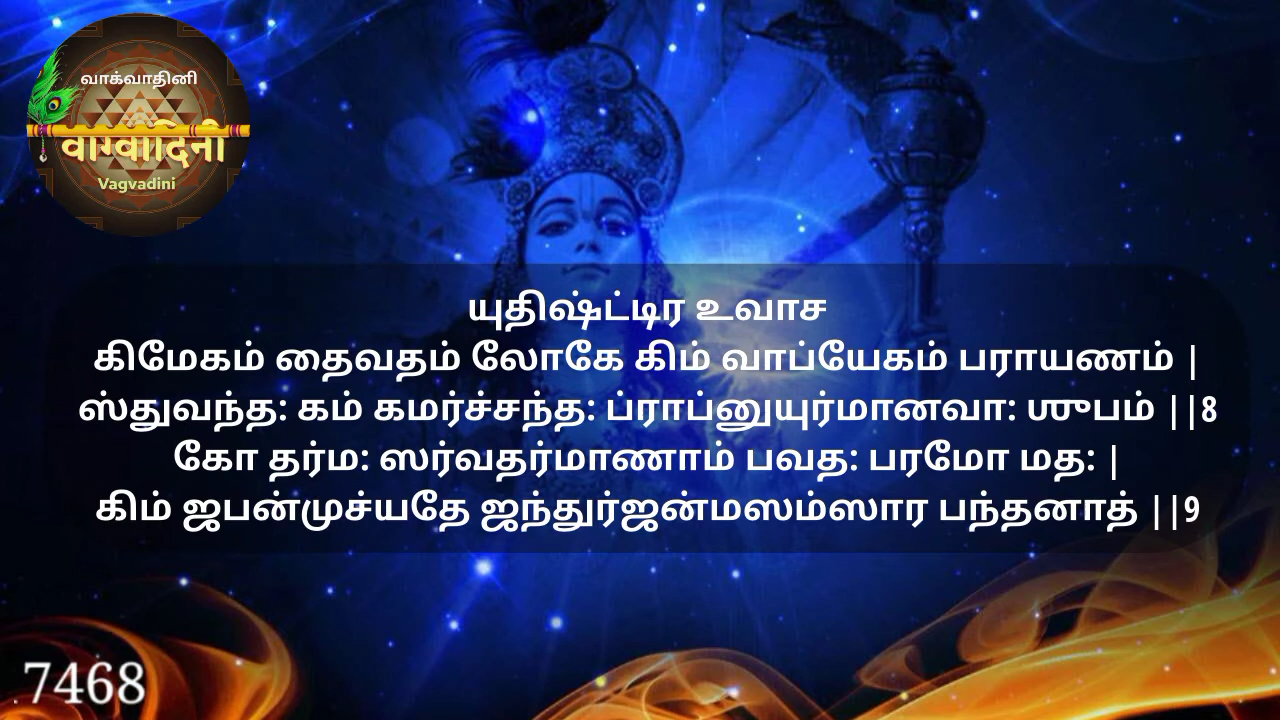 வாக்வாதினி
वाग्वादिनी
Vagvadini
யுதிஷ்ட்டிர உவாச
கிமேகம் தைவதம் லோகே கிம் வாப்யேகம் பராயணம் |
ஸ்துவந்த: கம் கமர்ச்சந்த: ப்ராப்னுயுர்மானவா: ஶுபம் ||8
கோ தர்ம: ஸர்வதர்மாணாம் பவத: பரமோ மத: |
கிம் ஜபன்முச்யதே ஜந்துர்ஜன்மஸம்ஸார பந்தனாத் ||9
7468